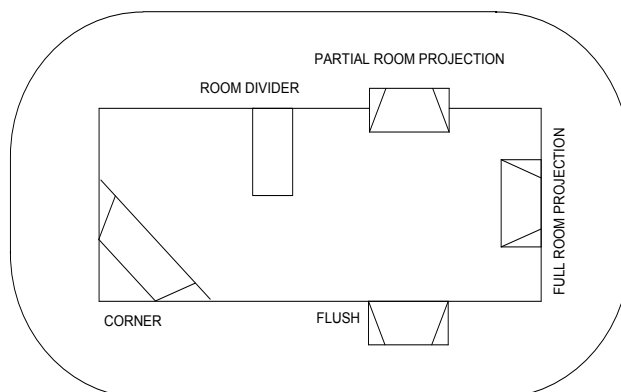 PARTIAL ROOM PROJECTION
ROOM DIVIDER
FULL ROOM PROJECTION
CORNER
FLUSH